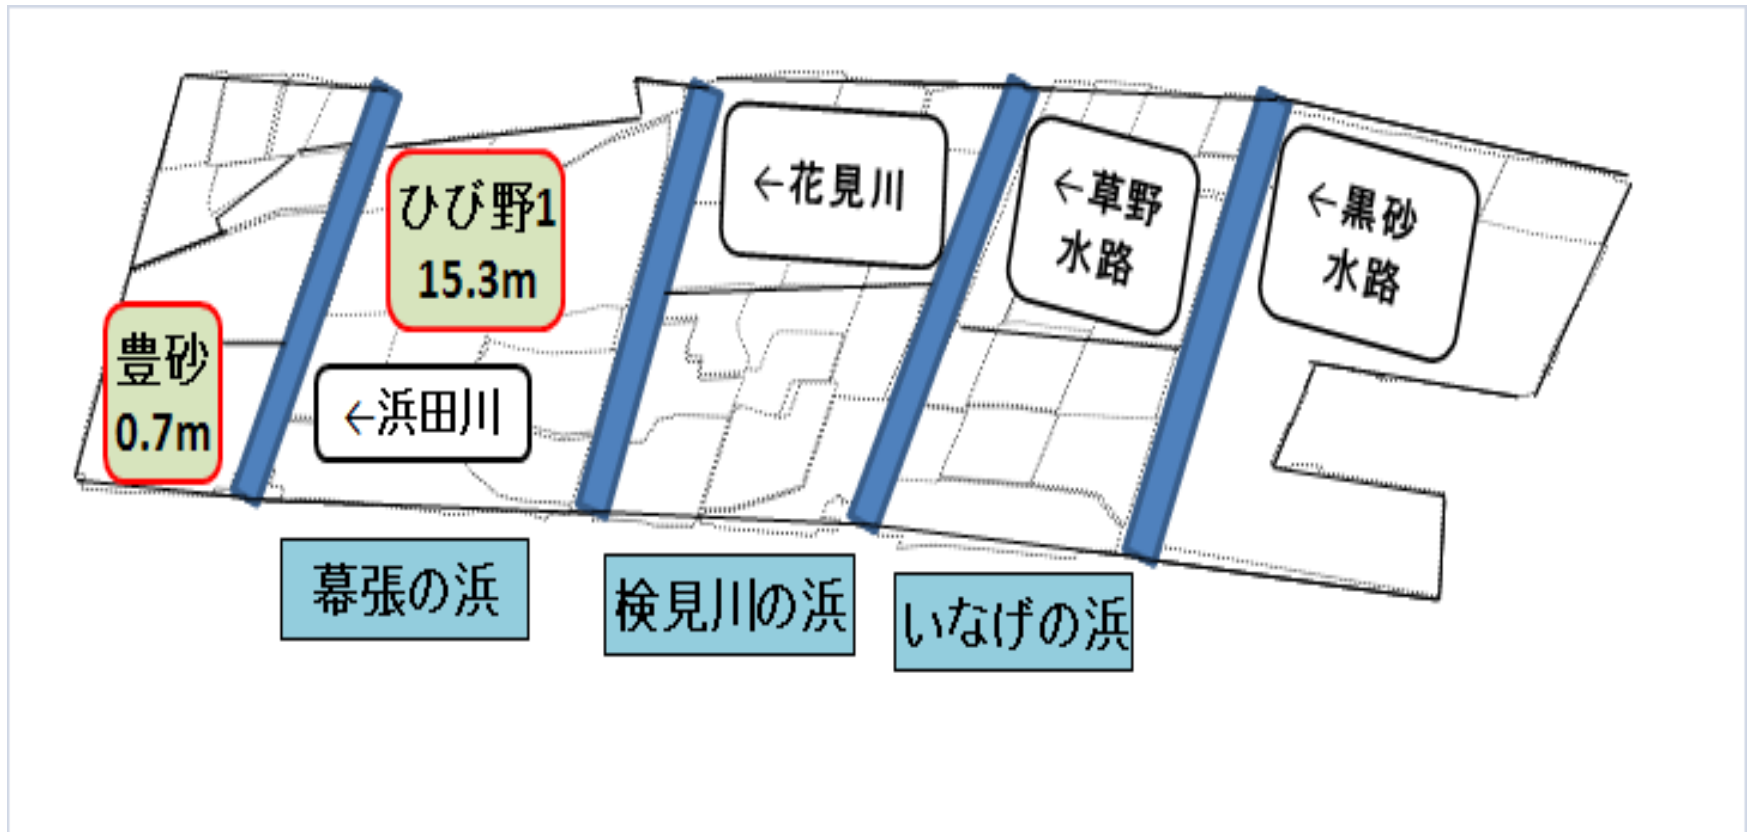 ひび野1
15.3m
豊砂
0.7m
←浜田川
←花見川
←草野
水路
←黒砂
水路
幕張の浜
検見川の浜
いなげの浜